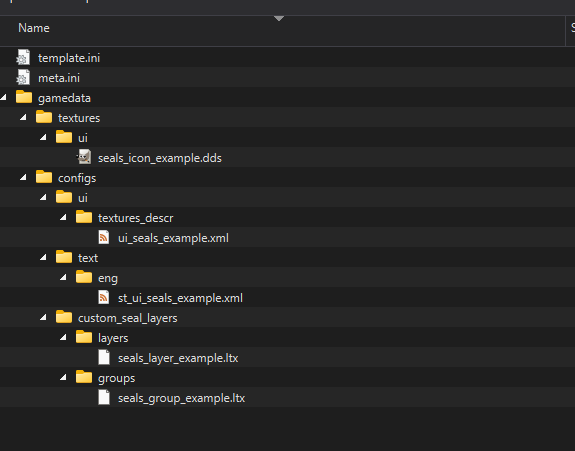 Name
template.ini
meta.ini
gamedata
textures
ui
seals_icon_example.dds
configs
ui
textures_descr
ui_seals_example.xml
text
eng
st_ui_seals_example.xml
custom_seal_layers
layers
seals_layer_example.ltx
groups
seals_group_example.ltx